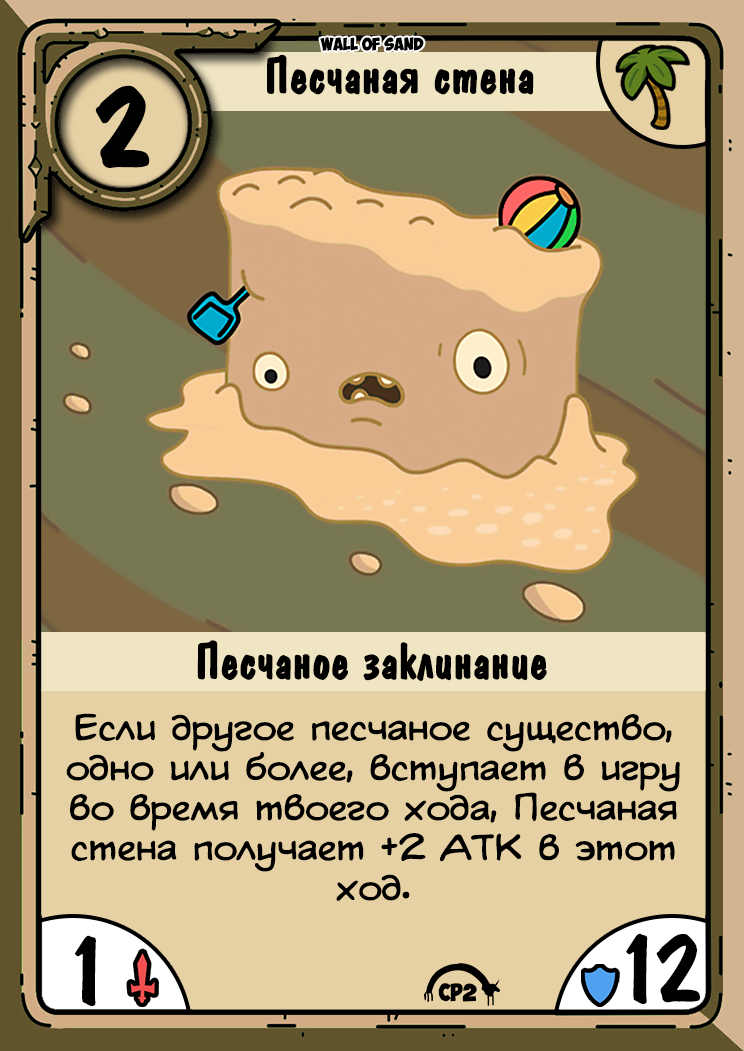 WALL OF SAND
Песчаная стена
2
Песчаное заклинание
Если другое песчаное существо,
одно или более, вступает в игру
во время твоего хода, Песчаная
стена получает +2 АТК в этот
ход.
1
CP2
12